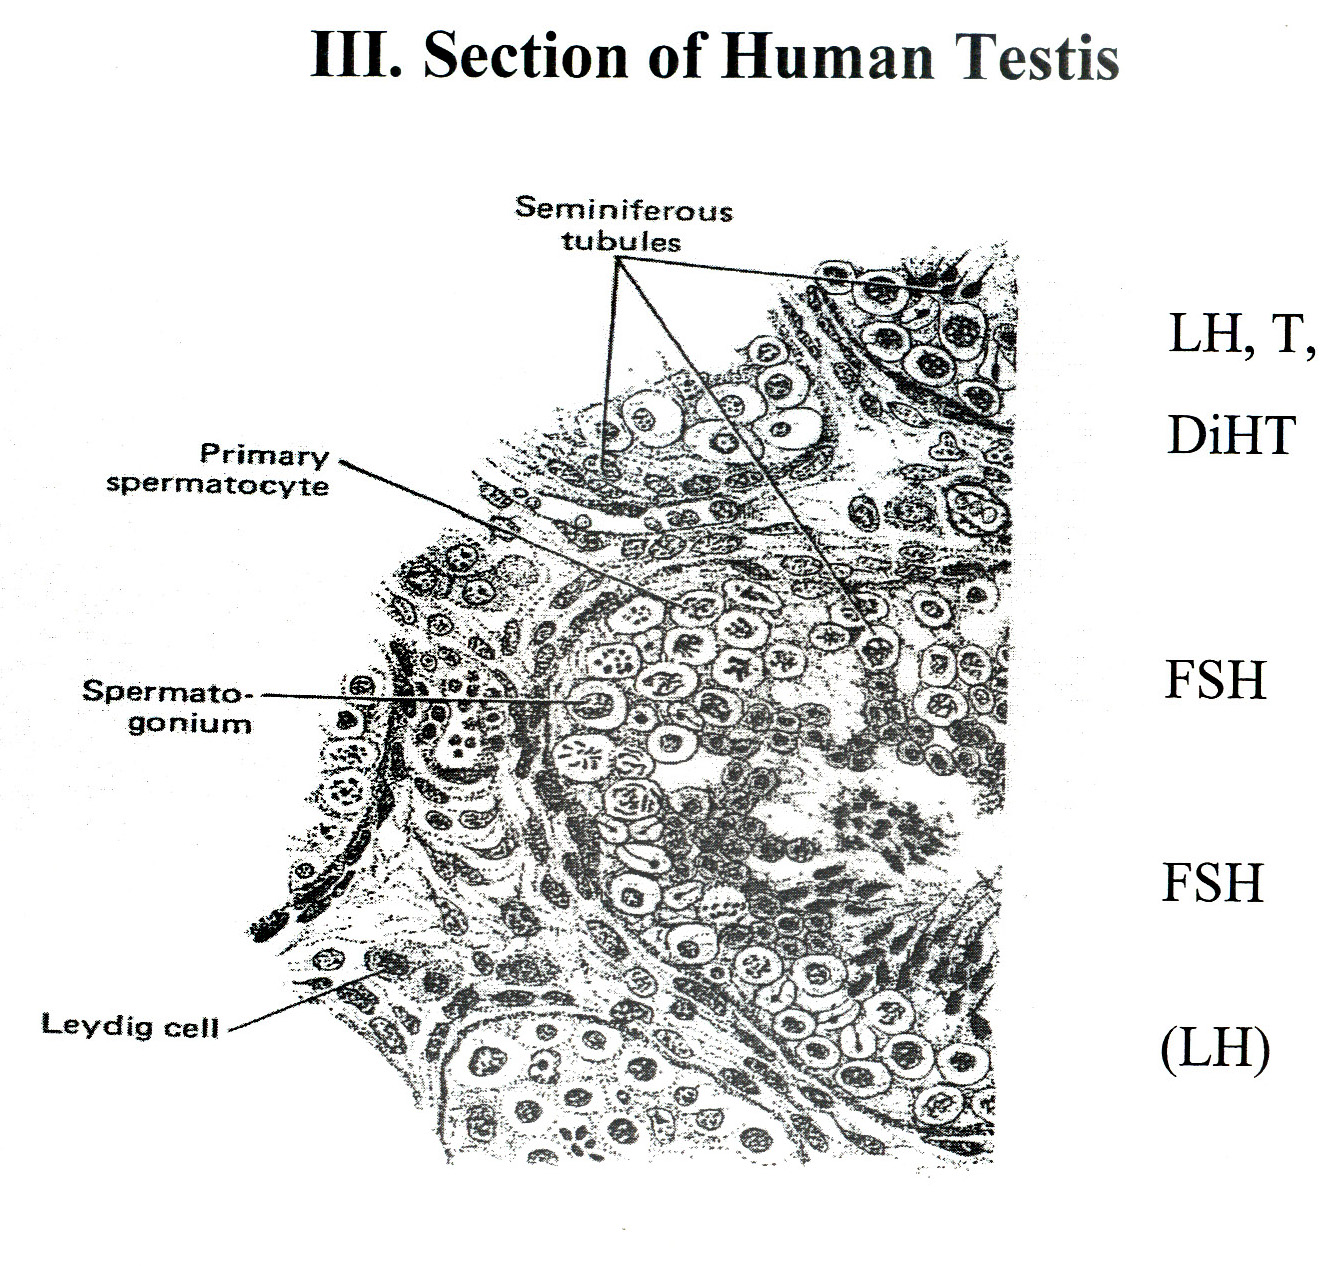 III. Section of Human Testis
Seminiferous
tubules
LH, T,
DiHT
Primary
spermatocyte
FSH
Spermato-
gonium
FSH
Leydig cell
(LH)